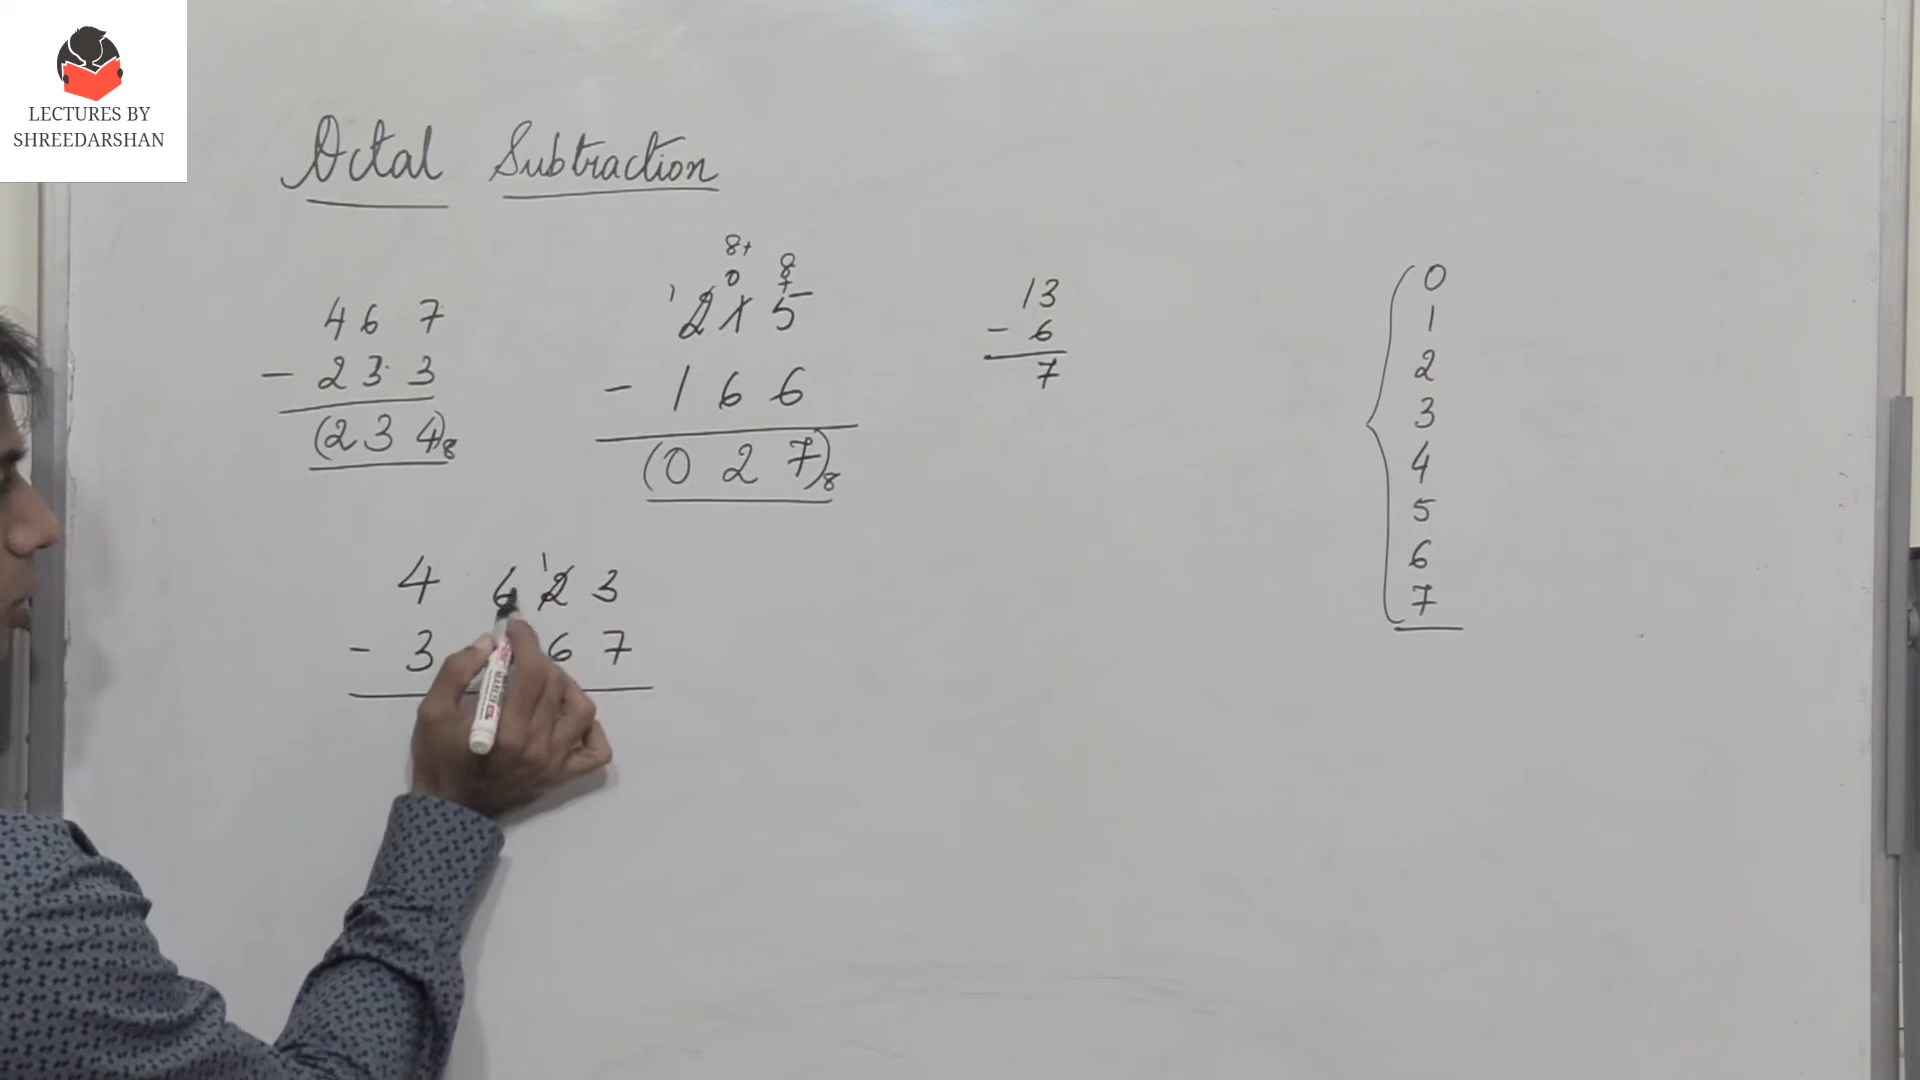 LECTURES BY
SHREEDARSHAN
Octal Subtraction
4 6 7
- 2 3 3
(2 3 4)8
8+ 8
0 +
1 2 1 5
- 1 6 6
(0 2 7)8
13
- 6
7
0
1
2
3
4
5
6
7
1
4 6 2 3
- 3 6 7